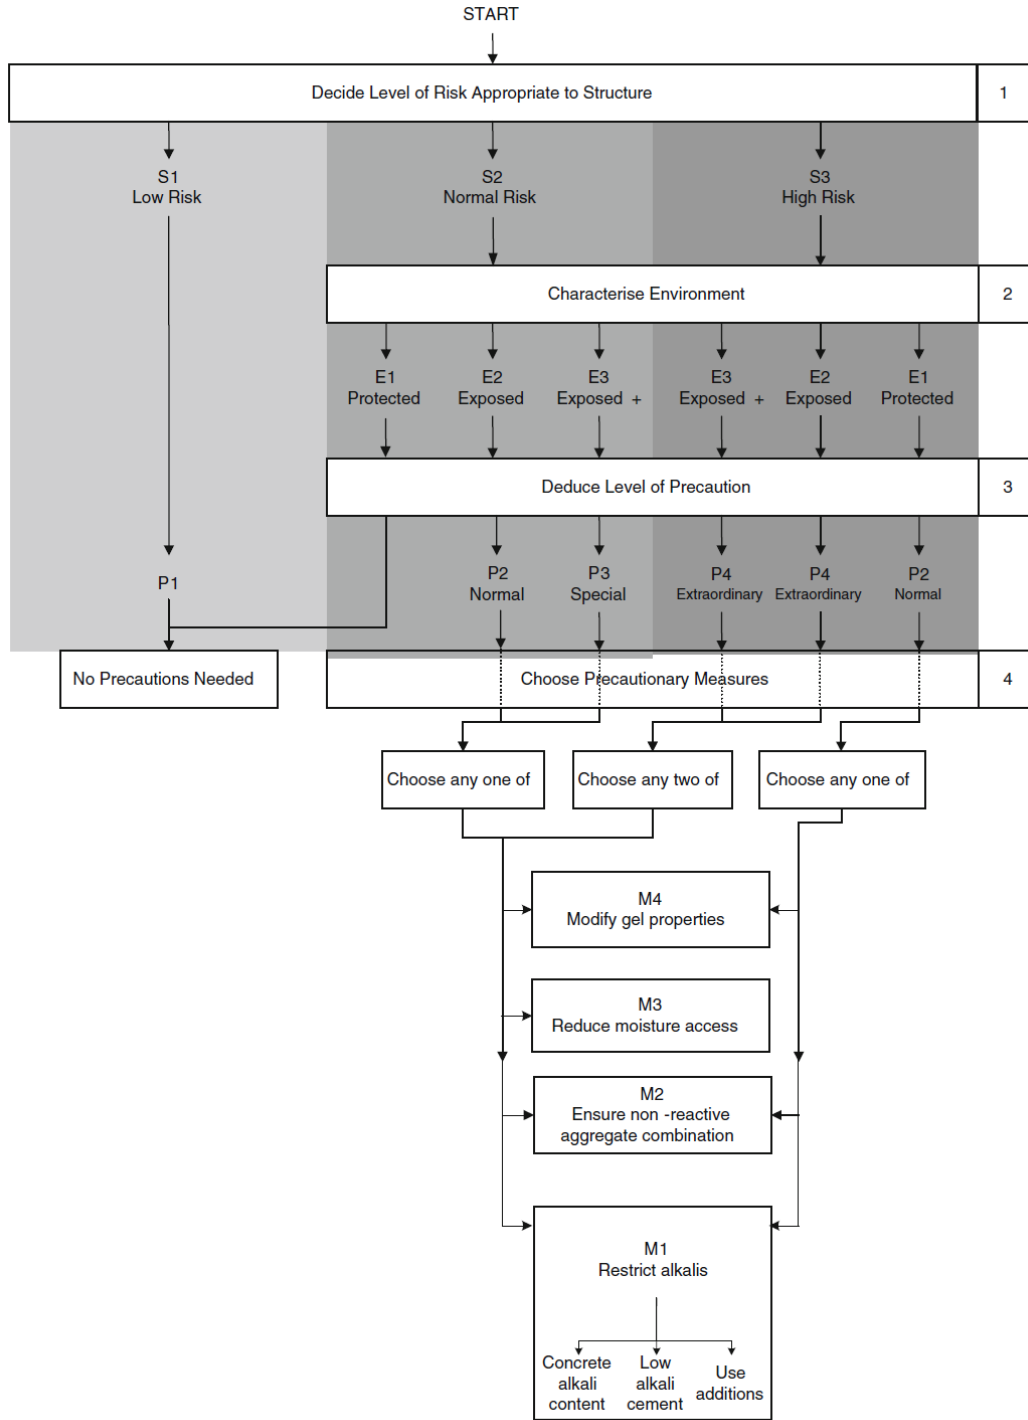 START
Decide Level of Risk Appropriate to Structure
1
S1
Low Risk
S2
Normal Risk
S3
High Risk
Characterise Environment
2
E1
Protected
E2
Exposed
E3
Exposed +
E3
Exposed +
E2
Exposed
E1
Protected
Deduce Level of Precaution
3
P1
P2
Normal
P3
Special
P4
Extraordinary
P4
Extraordinary
P2
Normal
No Precautions Needed
Choose Precautionary Measures
4
Choose any one of
Choose any two of
Choose any one of
M4
Modify gel properties
M3
Reduce moisture access
M2
Ensure non -reactive
aggregate combination
M1
Restrict alkalis
Concrete
alkali
content
Low
alkali
cement
Use
additions